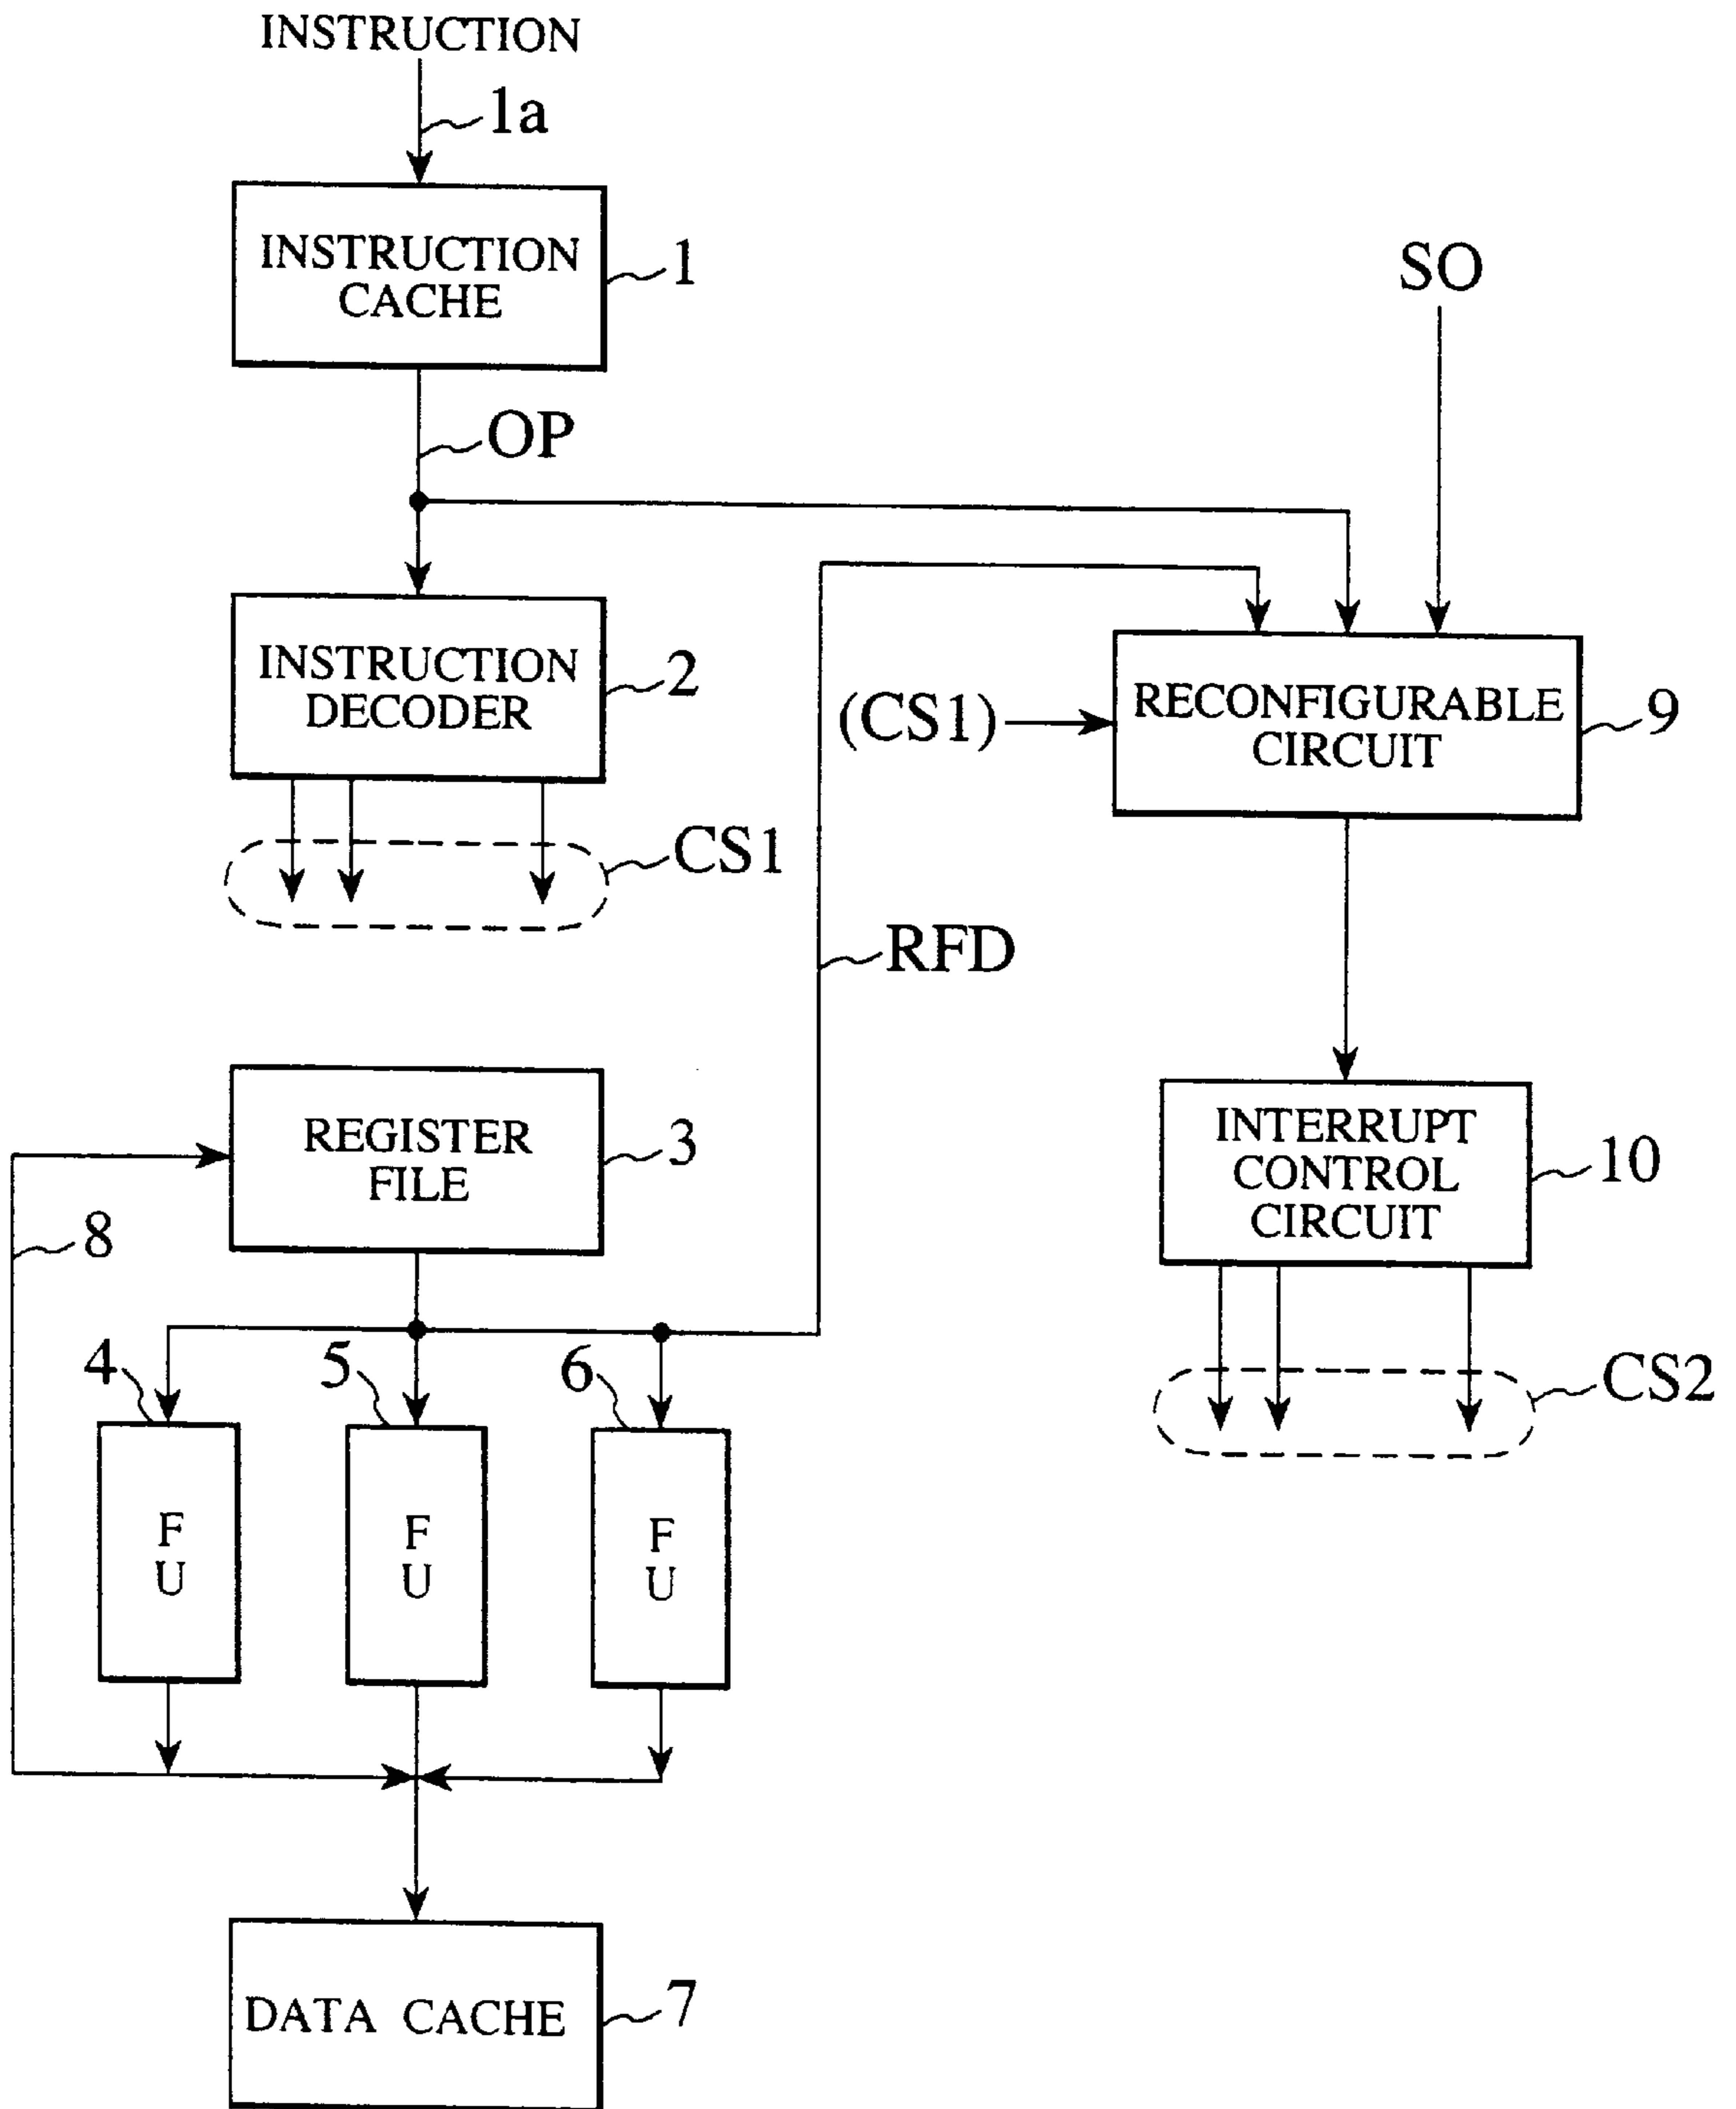 INSTRUCTION
1a
INSTRUCTION
CACHE
1
SO
OP
INSTRUCTION
DECODER
2
(CS1)
RECONFIGURABLE
CIRCUIT
9
CS1
RFD
REGISTER
FILE
3
INTERRUPT
CONTROL
CIRCUIT
10
8
4
5
6
CS2
F
U
F
U
F
U
DATA CACHE
7